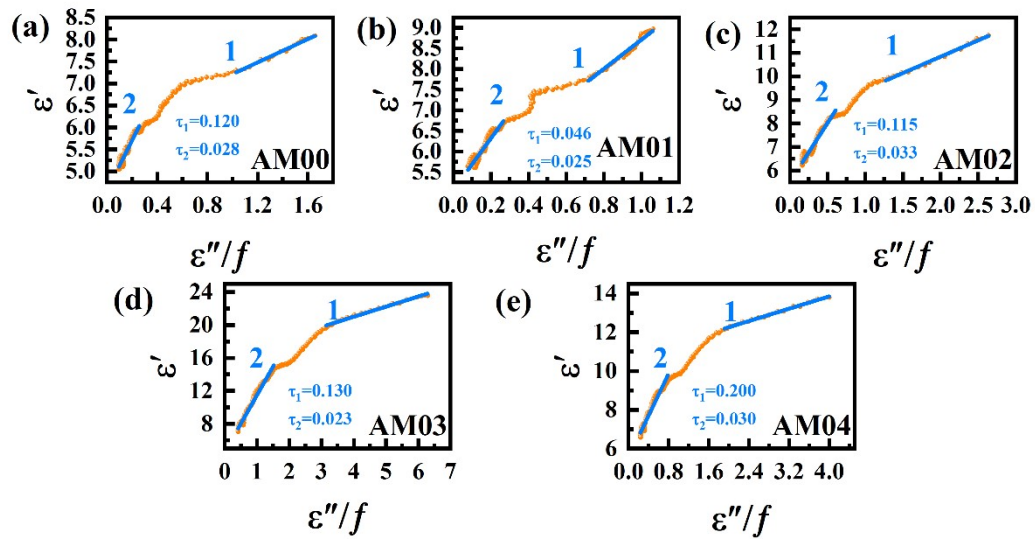 (a)
8.5
8.0
7.5
7.0
6.5
6.0
5.5
5.0
ε′
1
2
τ₁=0.120
τ₂=0.028
AM00
0.0 0.4 0.8 1.2 1.6
ε″/f
(b)
9.0
8.5
8.0
7.5
7.0
6.5
6.0
5.5
1
2
τ₁=0.046
τ₂=0.025
AM01
0.0 0.2 0.4 0.6 0.8 1.0 1.2
ε″/f
(c)
12
11
10
9
8
7
6
1
2
τ₁=0.115
τ₂=0.033
AM02
0.0 0.5 1.0 1.5 2.0 2.5 3.0
ε″/f
(d)
24
20
16
12
8
ε′
1
2
τ₁=0.130
τ₂=0.023
AM03
0 1 2 3 4 5 6 7
ε″/f
(e)
14
12
10
8
6
ε′
1
2
τ₁=0.200
τ₂=0.030
AM04
0.0 0.8 1.6 2.4 3.2 4.0
ε″/f